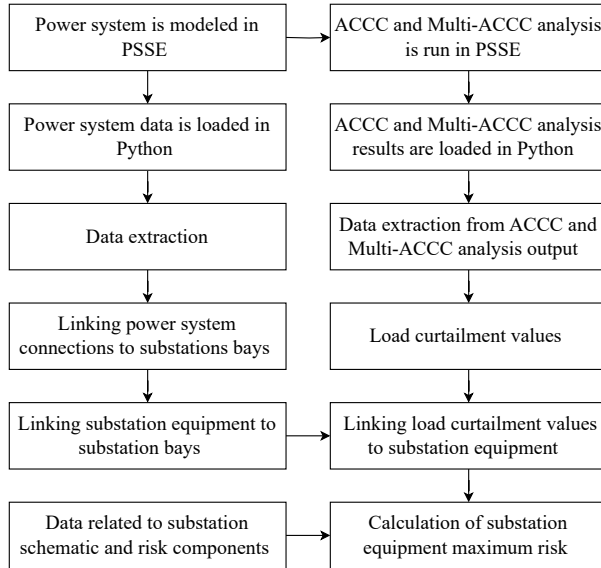 Power system is modeled in
PSSE
ACCC and Multi-ACCC analysis
is run in PSSE
Power system data is loaded in
Python
ACCC and Multi-ACCC analysis
results are loaded in Python
Data extraction
Data extraction from ACCC and
Multi-ACCC analysis output
Linking power system
connections to substations bays
Load curtailment values
Linking substation equipment to
substation bays
Linking load curtailment values
to substation equipment
Data related to substation
schematic and risk components
Calculation of substation
equipment maximum risk